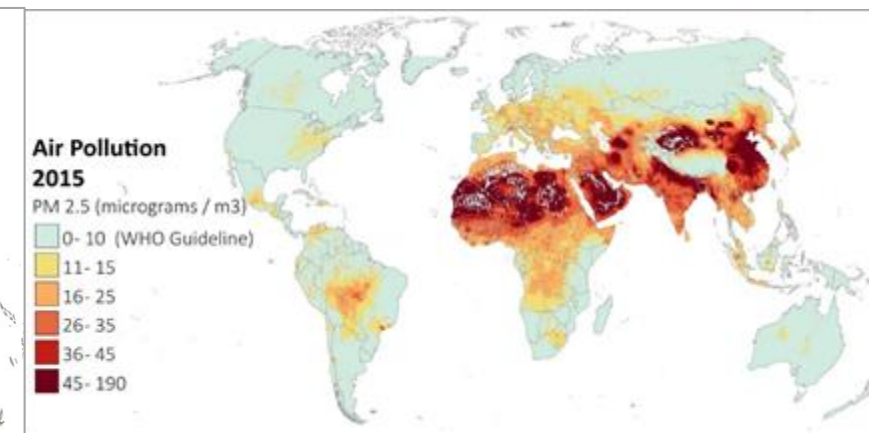 Air Pollution
2015
PM 2.5 (micrograms / m3)
0- 10 (WHO Guideline)
11- 15
16- 25
26- 35
36- 45
45- 190